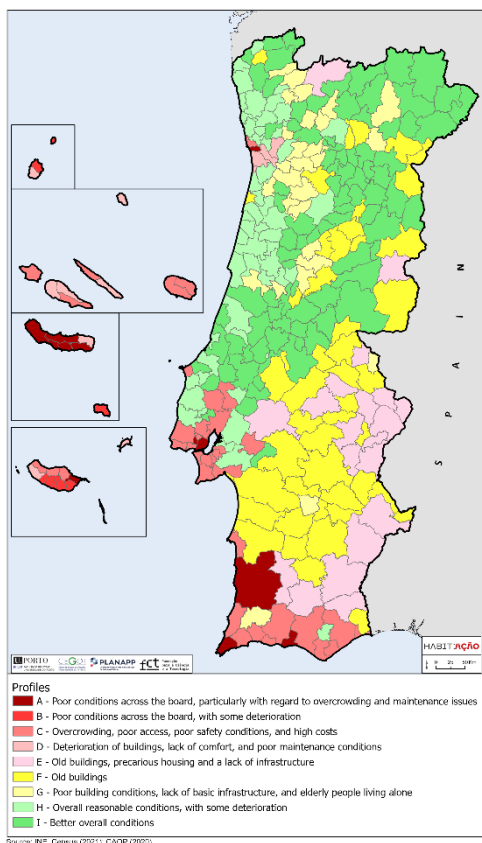 S P A I N
HABITAÇÃO
U.PORTO
CEGOT
PLANAPP
fct
Profiles
A - Poor conditions across the board, particularly with regard to overcrowding and maintenance issues
B - Poor conditions across the board, with some deterioration
C - Overcrowding, poor access, poor safety conditions, and high costs
D - Deterioration of buildings, lack of comfort, and poor maintenance conditions
E - Old buildings, precarious housing and a lack of infrastructure
F - Old buildings
G - Poor building conditions, lack of basic infrastructure, and elderly people living alone
H - Overall reasonable conditions, with some deterioration
I - Better overall conditions
Source: INE, Census (2021); CAOP (2020)